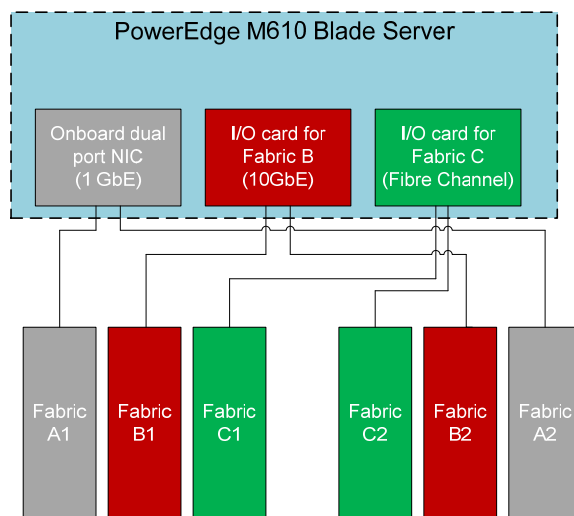 PowerEdge M610 Blade Server
Onboard dual
port NIC
(1 GbE)
I/O card for
Fabric B
(10GbE)
I/O card for
Fabric C
(Fibre Channel)
Fabric
A1
Fabric
B1
Fabric
C1
Fabric
C2
Fabric
B2
Fabric
A2